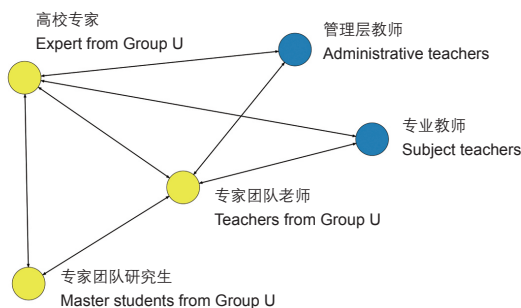 高校专家
Expert from Group U
管理层教师
Administrative teachers
专业教师
Subject teachers
专家团队老师
Teachers from Group U
专家团队研究生
Master students from Group U